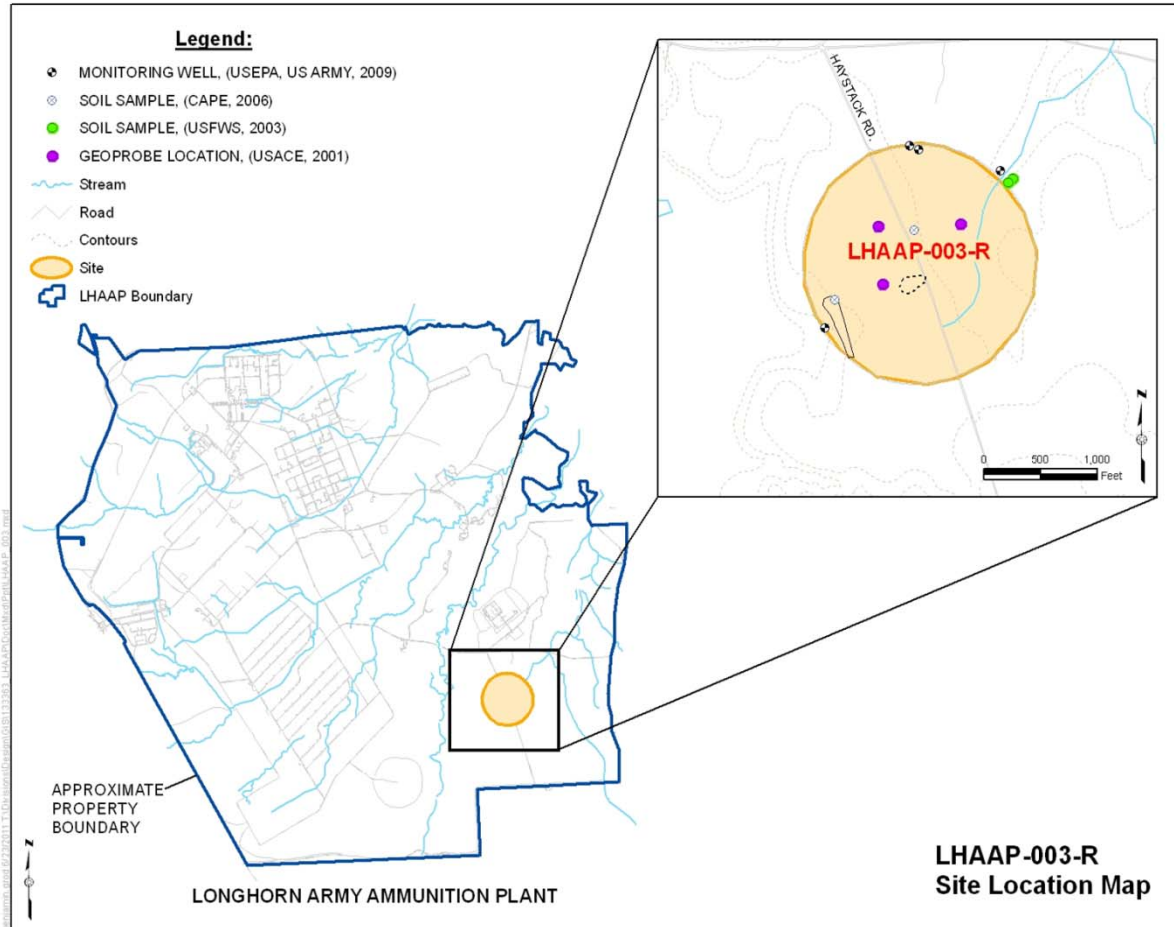 Legend:
MONITORING WELL, (USEPA, US ARMY, 2009)
SOIL SAMPLE, (CAPE, 2006)
SOIL SAMPLE, (USFWS, 2003)
GEOPROBE LOCATION, (USACE, 2001)
Stream
Road
Contours
Site
LHAAP Boundary
HAYSTACK RD.
LHAAP-003-R
N
0 500 1,000
Feet
APPROXIMATE
PROPERTY
BOUNDARY
N
LONGHORN ARMY AMMUNITION PLANT
LHAAP-003-R
Site Location Map